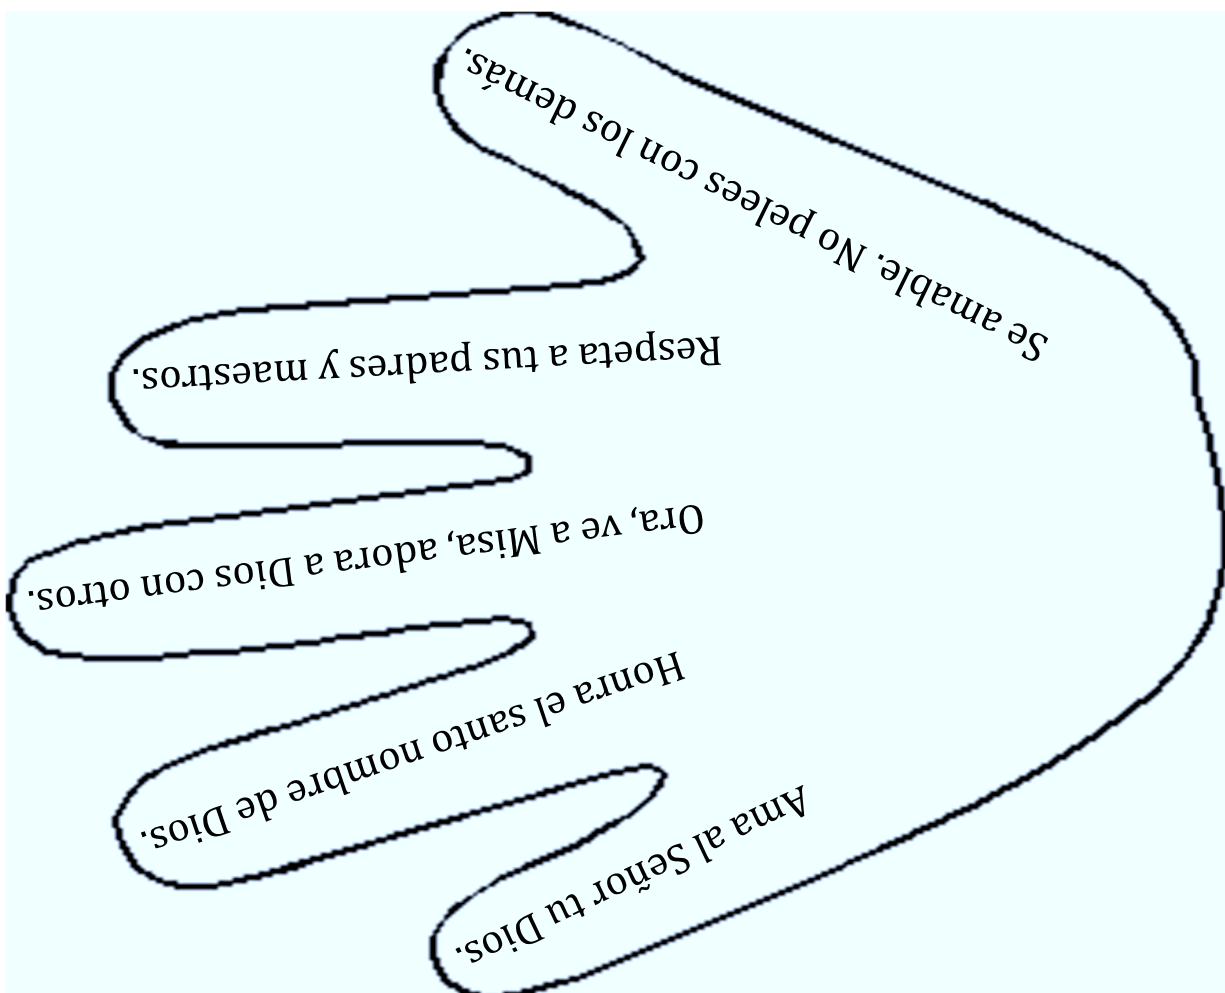 Ama al Señor tu Dios.
Honra el santo nombre de Dios.
Ora, ve a Misa, adora a Dios con otros.
Respeta a tus padres y maestros.
Se amable. No pelees con los demás.